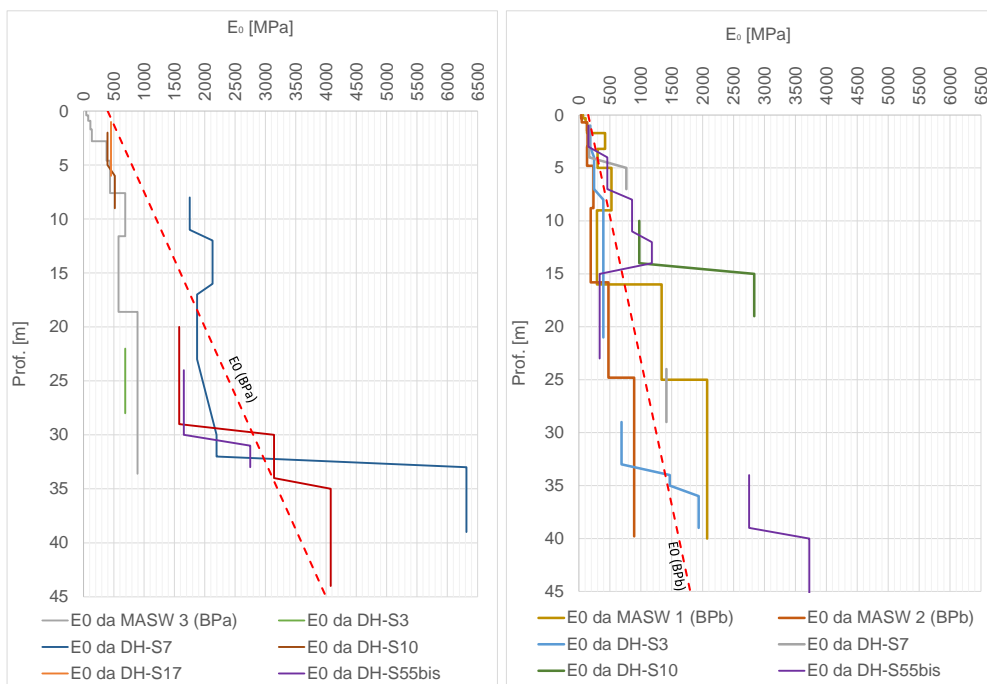 E₀ [MPa]
0 500 1000 1500 2000 2500 3000 3500 4000 4500 5000 5500 6000 6500
0
5
10
15
20
25
30
35
40
45
Prof. [m]
E0 (BPa)
E0 da MASW 3 (BPa) E0 da DH-S3
E0 da DH-S7 E0 da DH-S10
E0 da DH-S17 E0 da DH-S55bis
E₀ [MPa]
0 500 1000 1500 2000 2500 3000 3500 4000 4500 5000 5500 6000 6500
0
5
10
15
20
25
30
35
40
45
Prof. [m]
E0 (BPb)
E0 da MASW 1 (BPb) E0 da MASW 2 (BPb)
E0 da DH-S3 E0 da DH-S7
E0 da DH-S10 E0 da DH-S55bis